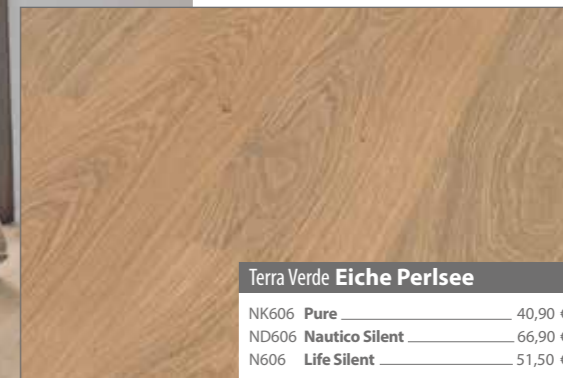 Terra Verde Eiche Perlsee
NK606 Pure 40,90 €
ND606 Nautico Silent 66,90 €
N606 Life Silent 51,50 €